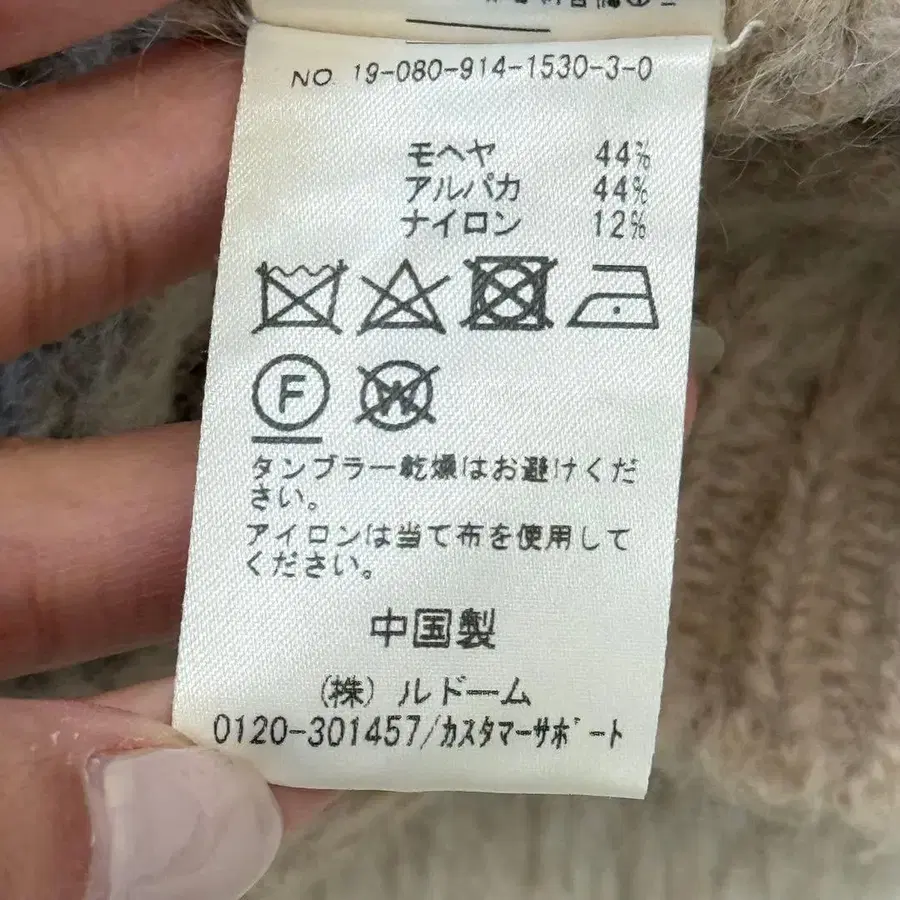 NO 19-080-914-1530-3-0
モヘヤ 44%
アルパカ 44%
ナイロン 12%
F W
タンブラー乾燥はお避けくだ
さい。
アイロンは当て布を使用して
ください。
中国製
(株) ルドーム
0120-301457/カスタマーサポート